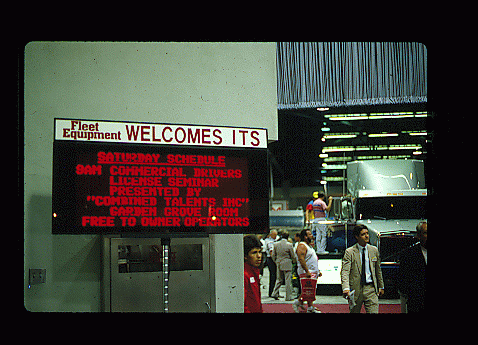 Fleet
Equipment WELCOMES ITS
SATURDAY SCHEDULE
9AM COMMERCIAL DRIVERS
LICENSE SEMINAR
PRESENTED BY
"COMBINED TALENTS INC"
GARDEN GROVE ROOM
FREE TO OWNER OPERATORS